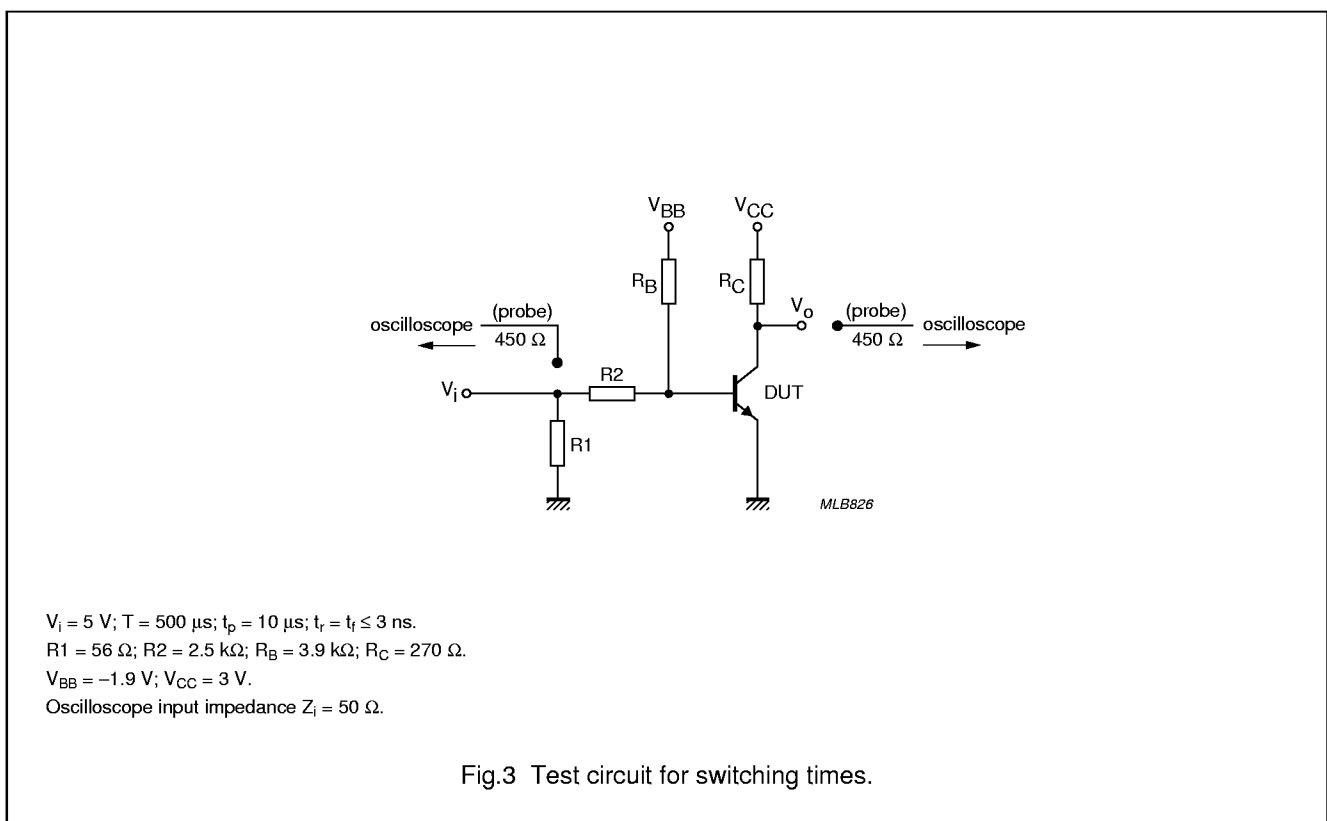 V_BB
V_CC
R_B
R_C
V_o
(probe)
oscilloscope
450 Ω
(probe)
oscilloscope
450 Ω
V_i
R2
DUT
R1
MLB826
V_i = 5 V; T = 500 μs; t_p = 10 μs; t_r = t_f ≤ 3 ns.
R1 = 56 Ω; R2 = 2.5 kΩ; R_B = 3.9 kΩ; R_C = 270 Ω.
V_BB = −1.9 V; V_CC = 3 V.
Oscilloscope input impedance Z_i = 50 Ω.
Fig.3 Test circuit for switching times.